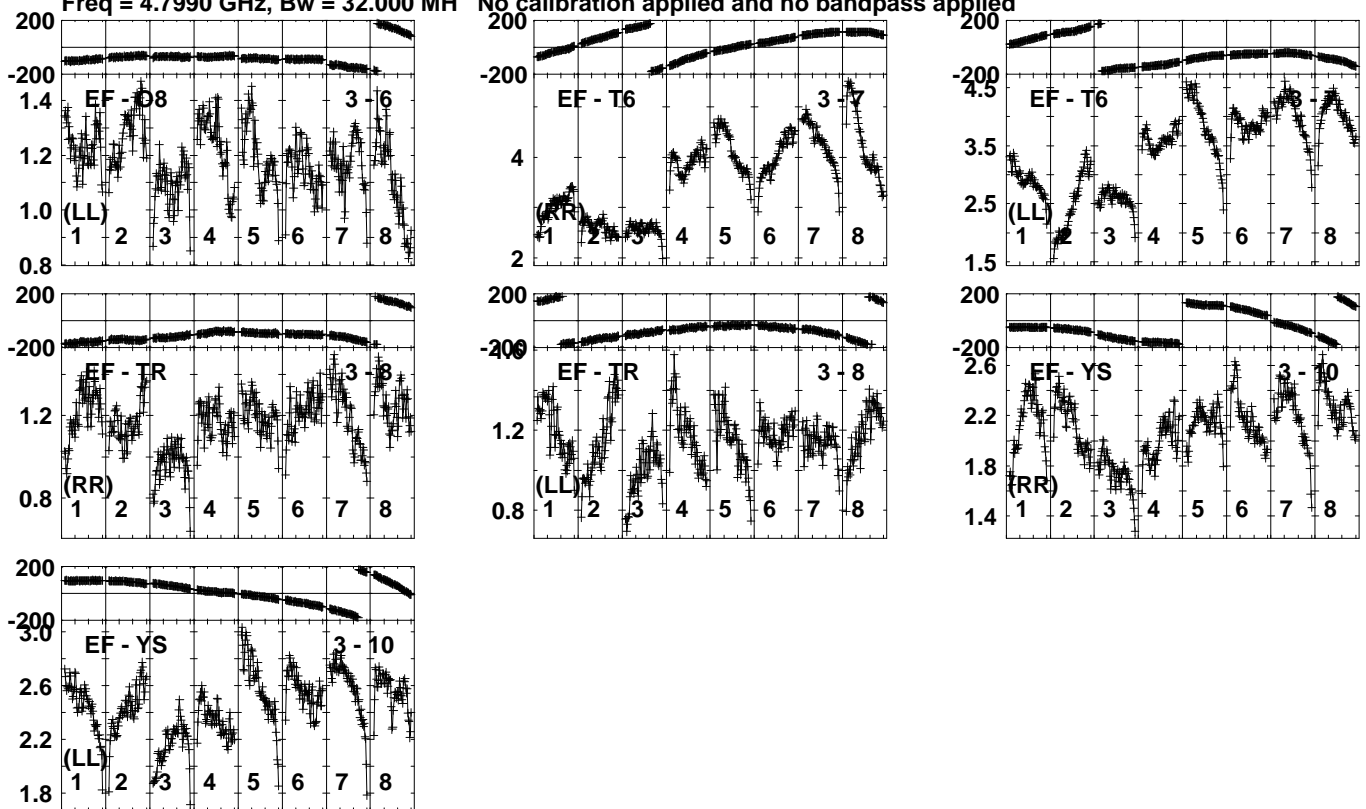 Freq = 4.7990 GHz, Bw = 32.000 MH No calibration applied and no bandpass applied
200
-200
1.4
1.2
1.0
0.8
EF - O8 3 - 6
(LL)
1 2 3 4 5 6 7 8
4
2
EF - T6 3 - 7
(RR)
1 2 3 4 5 6 7 8
200
-200
4.5
3.5
2.5
1.5
EF - T6 3 - 7
(LL)
1 2 3 4 5 6 7 8
200
-200
1.2
0.8
EF - TR 3 - 8
(RR)
1 2 3 4 5 6 7 8
200
-200
1.6
1.2
0.8
EF - TR 3 - 8
(LL)
1 2 3 4 5 6 7 8
200
-200
2.6
2.2
1.8
1.4
EF - YS 3 - 10
(RR)
1 2 3 4 5 6 7 8
200
-200
3.0
2.6
2.2
1.8
EF - YS 3 - 10
(LL)
1 2 3 4 5 6 7 8